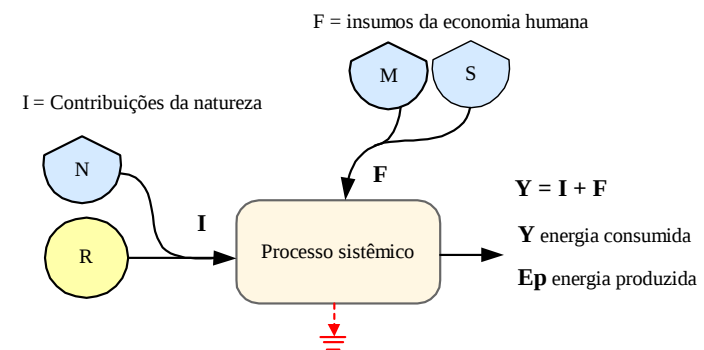 F = insumos da economia humana
M
S
I = Contribuições da natureza
N
F
Y = I + F
I
R
Processo sistêmico
Y energia consumida
Ep energia produzida